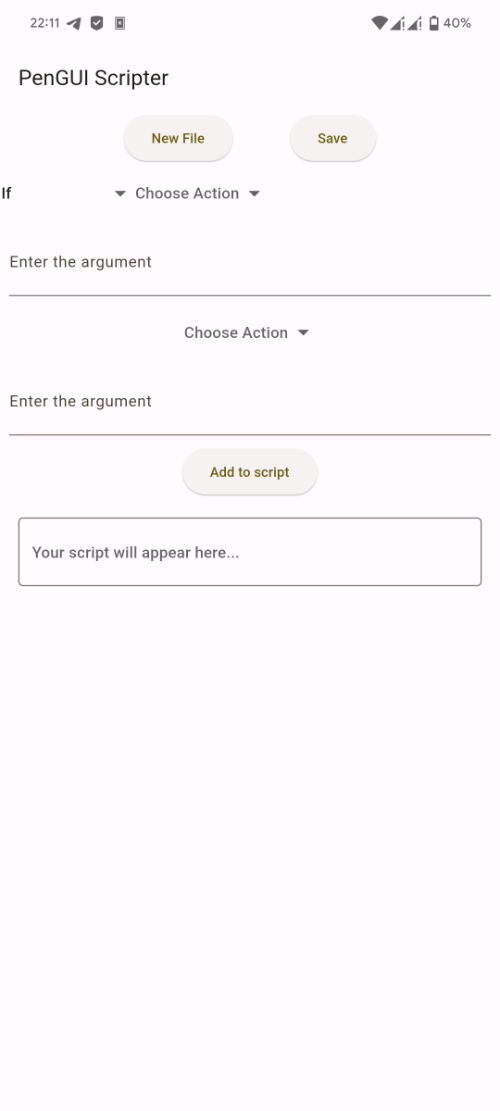 22:11 40%
PenGUI Scripter
New File Save
If Choose Action
Enter the argument
Choose Action
Enter the argument
Add to script
Your script will appear here...